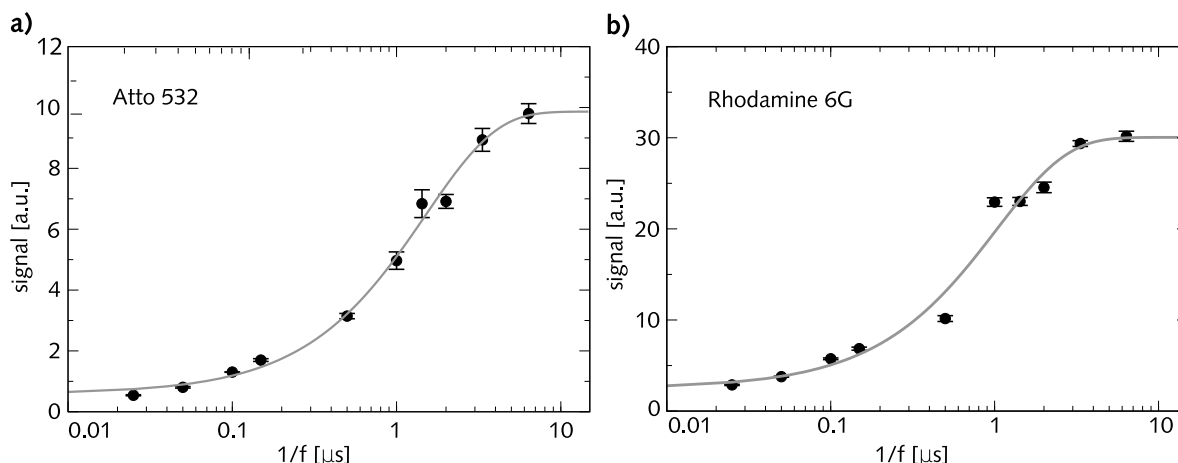 a)
12
10
8
6
4
2
0
signal [a.u.]
Atto 532
0.01 0.1 1 10
1/f [μs]
b)
40
30
20
10
0
signal [a.u.]
Rhodamine 6G
0.01 0.1 1 10
1/f [μs]